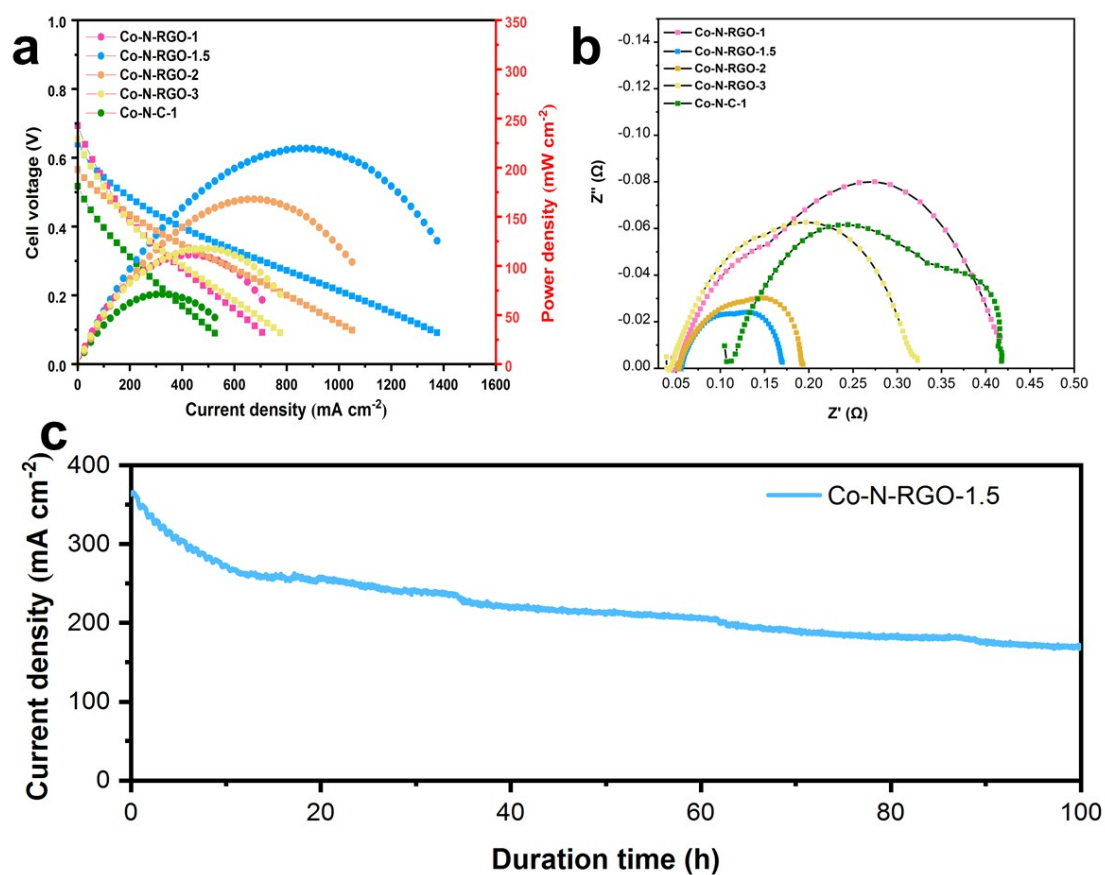 a
Co-N-RGO-1
Co-N-RGO-1.5
Co-N-RGO-2
Co-N-RGO-3
Co-N-C-1
1.0
0.8
0.6
0.4
0.2
0.0
Cell voltage (V)
350
300
250
200
150
100
50
0
Power density (mW cm⁻²)
0 200 400 600 800 1000 1200 1400 1600
Current density (mA cm⁻²)
b
Co-N-RGO-1
Co-N-RGO-1.5
Co-N-RGO-2
Co-N-RGO-3
Co-N-C-1
-0.14
-0.12
-0.10
-0.08
-0.06
-0.04
-0.02
0.00
Z'' (Ω)
0.05 0.10 0.15 0.20 0.25 0.30 0.35 0.40 0.45 0.50
Z' (Ω)
c
Co-N-RGO-1.5
400
300
200
100
0
Current density (mA cm⁻²)
0 20 40 60 80 100
Duration time (h)